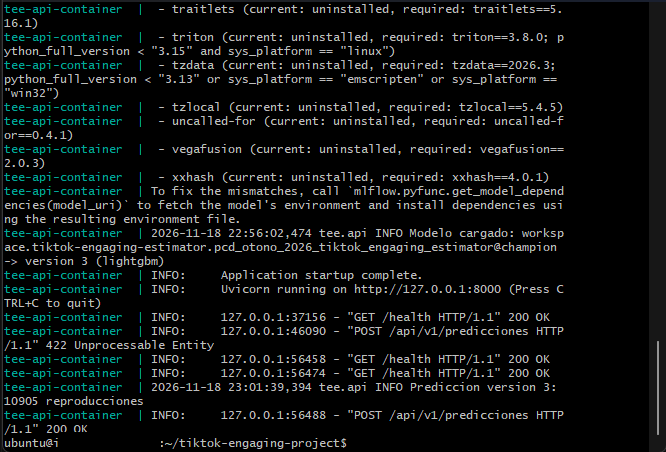 tee-api-container  |  - traitlets (current: uninstalled, required: traitlets==5.
16.1)
tee-api-container  |  - triton (current: uninstalled, required: triton==3.8.0; p
ython_full_version < "3.15" and sys_platform == "linux")
tee-api-container  |  - tzdata (current: uninstalled, required: tzdata==2026.3;
python_full_version < "3.13" or sys_platform == "emscripten" or sys_platform ==
"win32")
tee-api-container  |  - tzlocal (current: uninstalled, required: tzlocal==5.4.5)
tee-api-container  |  - uncalled-for (current: uninstalled, required: uncalled-f
or==0.4.1)
tee-api-container  |  - vegafusion (current: uninstalled, required: vegafusion==
2.0.3)
tee-api-container  |  - xxhash (current: uninstalled, required: xxhash==4.0.1)
tee-api-container  | To fix the mismatches, call `mlflow.pyfunc.get_model_depend
encies(model_uri)` to fetch the model's environment and install dependencies usi
ng the resulting environment file.
tee-api-container  | 2026-11-18 22:56:02,474 tee.api INFO Modelo cargado: worksp
ace.tiktok-engaging-estimator.pcd_otono_2026_tiktok_engaging_estimator@champion
-> version 3 (lightgbm)
tee-api-container  | INFO:     Application startup complete.
tee-api-container  | INFO:     Uvicorn running on http://127.0.0.1:8000 (Press C
TRL+C to quit)
tee-api-container  | INFO:     127.0.0.1:37156 - "GET /health HTTP/1.1" 200 OK
tee-api-container  | INFO:     127.0.0.1:46090 - "POST /api/v1/predicciones HTTP
/1.1" 422 Unprocessable Entity
tee-api-container  | INFO:     127.0.0.1:56458 - "GET /health HTTP/1.1" 200 OK
tee-api-container  | INFO:     127.0.0.1:56474 - "GET /health HTTP/1.1" 200 OK
tee-api-container  | 2026-11-18 23:01:39,394 tee.api INFO Prediccion version 3:
10905 reproducciones
tee-api-container  | INFO:     127.0.0.1:56488 - "POST /api/v1/predicciones HTTP
/1.1" 200 OK
ubuntu@i              :~/tiktok-engaging-project$